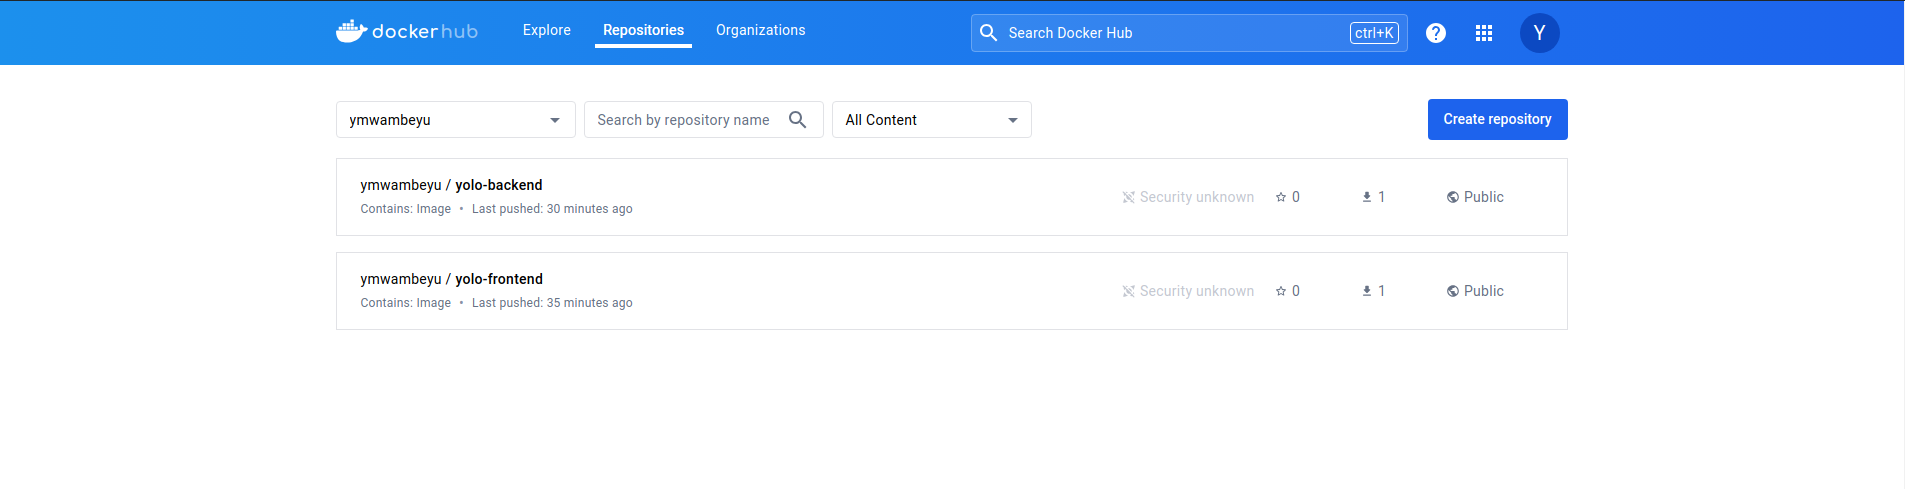 dockerhub Explore Repositories Organizations Search Docker Hub ctrl+K ? Y
ymwambeyu Search by repository name All Content Create repository
ymwambeyu / yolo-backend
Contains: Image • Last pushed: 30 minutes ago
Security unknown 0 1 Public
ymwambeyu / yolo-frontend
Contains: Image • Last pushed: 35 minutes ago
Security unknown 0 1 Public